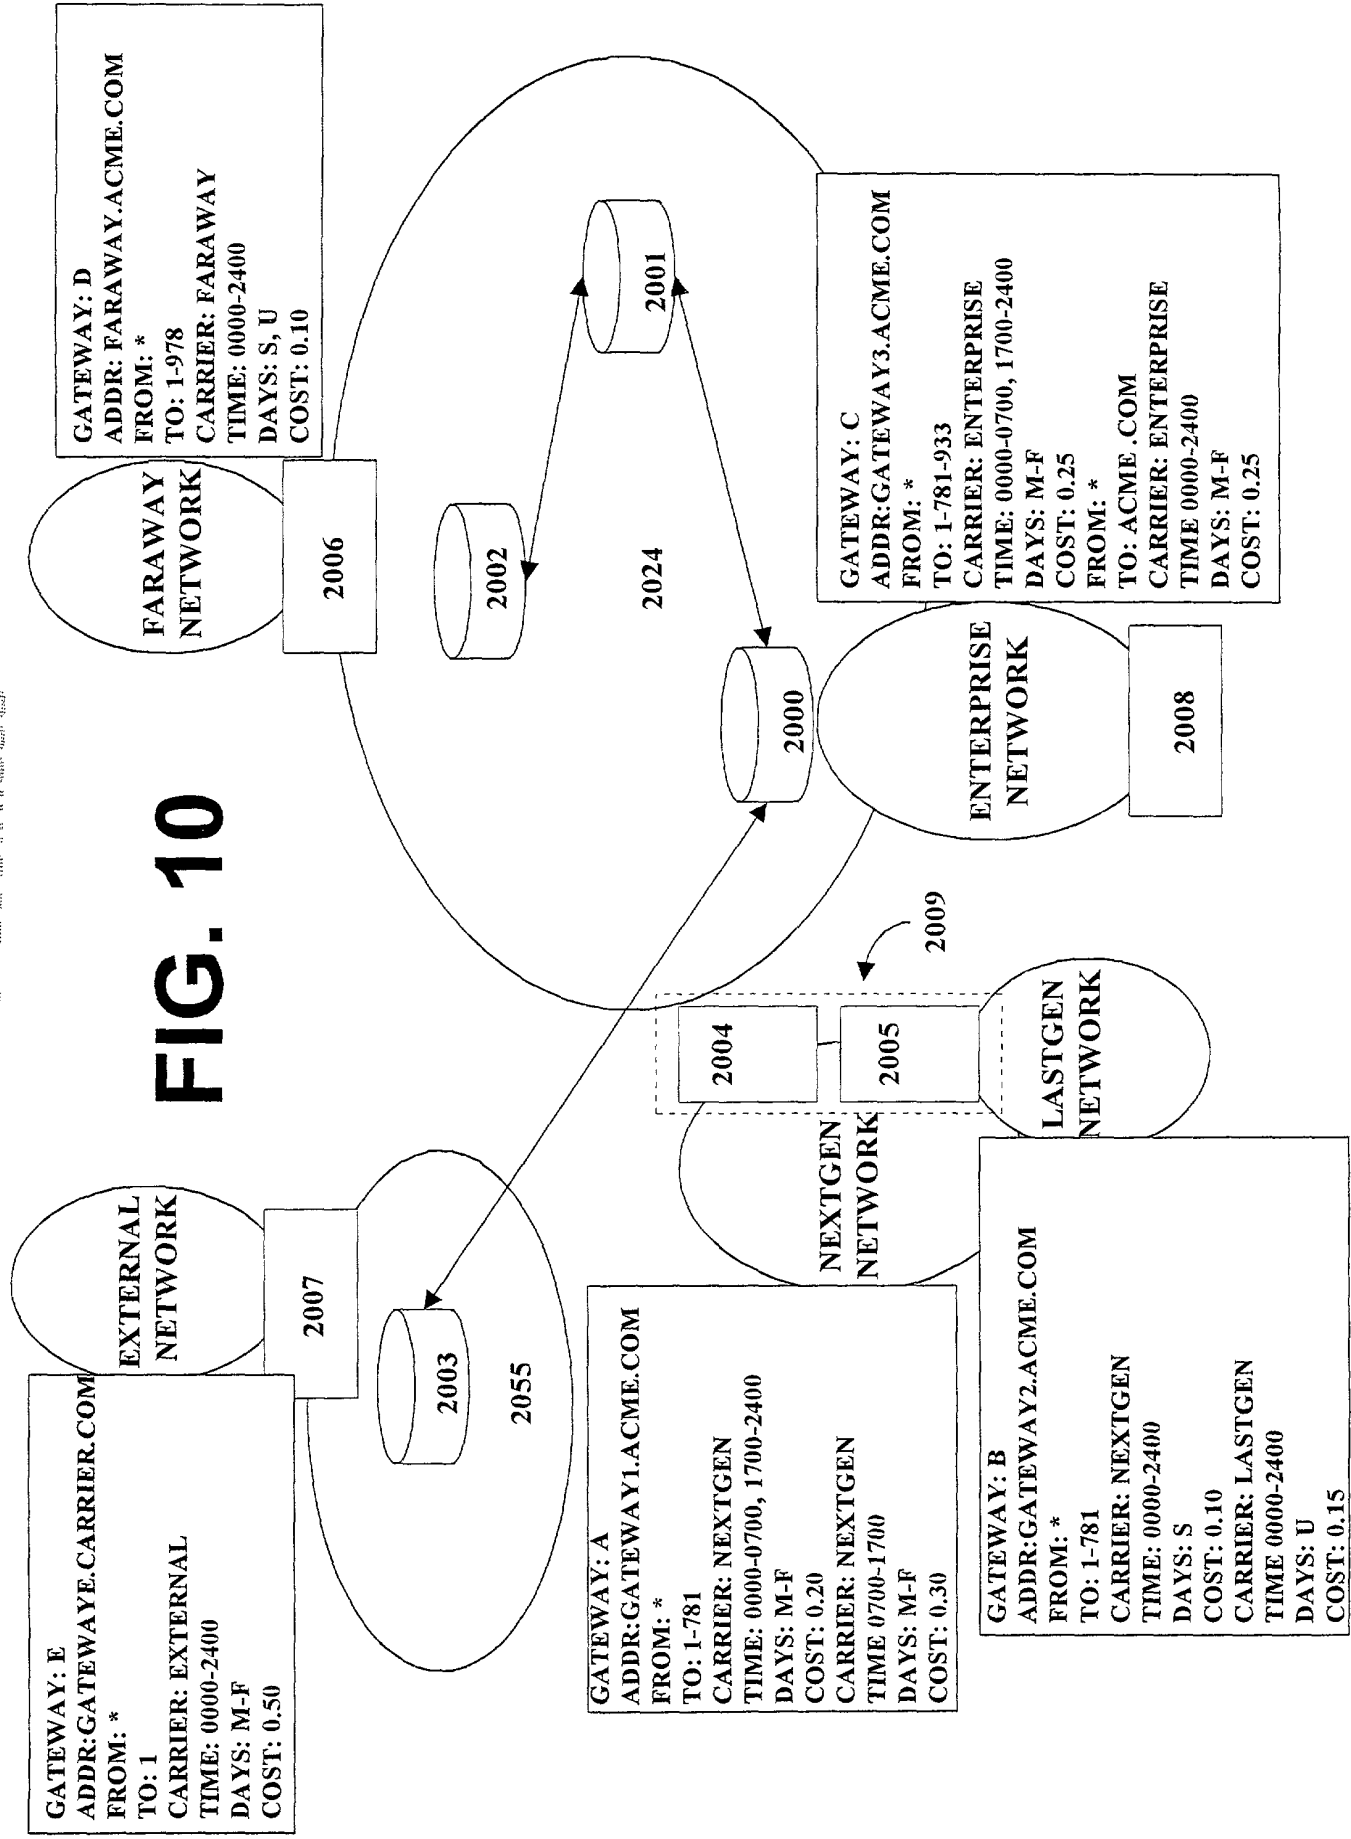 FIG. 10
GATEWAY: E
ADDR:GATEWAYE.CARRIER.COM
FROM: *
TO: 1
CARRIER: EXTERNAL
TIME: 0000-2400
DAYS: M-F
COST: 0.50
EXTERNAL
NETWORK
2007
2003
2055
GATEWAY: D
ADDR: FARAWAY.ACME.COM
FROM: *
TO: 1-978
CARRIER: FARAWAY
TIME: 0000-2400
DAYS: S, U
COST: 0.10
FARAWAY
NETWORK
2006
2002
2001
2024
2000
GATEWAY: A
ADDR:GATEWAY1.ACME.COM
FROM: *
TO: 1-781
CARRIER: NEXTGEN
TIME: 0000-0700, 1700-2400
DAYS: M-F
COST: 0.20
CARRIER: NEXTGEN
TIME 0700-1700
DAYS: M-F
COST: 0.30
NEXTGEN
NETWORK
2004
2005
2009
GATEWAY: B
ADDR:GATEWAY2.ACME.COM
FROM: *
TO: 1-781
CARRIER: NEXTGEN
TIME: 0000-2400
DAYS: S
COST: 0.10
CARRIER: LASTGEN
TIME 0000-2400
DAYS: U
COST: 0.15
LASTGEN
NETWORK
ENTERPRISE
NETWORK
2008
GATEWAY: C
ADDR:GATEWAY3.ACME.COM
FROM: *
TO: 1-781-933
CARRIER: ENTERPRISE
TIME: 0000-0700, 1700-2400
DAYS: M-F
COST: 0.25
FROM: *
TO: ACME .COM
CARRIER: ENTERPRISE
TIME 0000-2400
DAYS: M-F
COST: 0.25